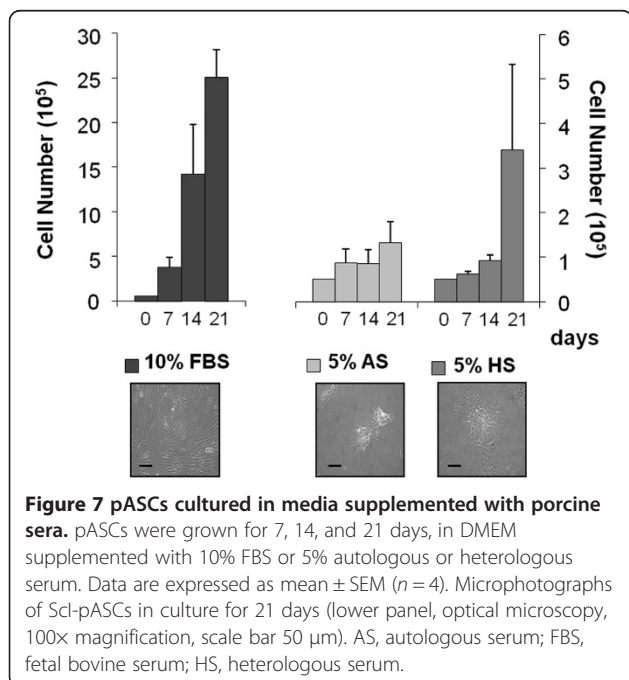 30
25
20
15
10
5
0
Cell Number (10⁵)
6
5
4
3
2
1
0
Cell Number (10⁵)
0 7 14 21 0 7 14 21 0 7 14 21
days
10% FBS 5% AS 5% HS
Figure 7 pASCs cultured in media supplemented with porcine
sera. pASCs were grown for 7, 14, and 21 days, in DMEM
supplemented with 10% FBS or 5% autologous or heterologous
serum. Data are expressed as mean ± SEM (n = 4). Microphotographs
of ScI-pASCs in culture for 21 days (lower panel, optical microscopy,
100× magnification, scale bar 50 μm). AS, autologous serum; FBS,
fetal bovine serum; HS, heterologous serum.